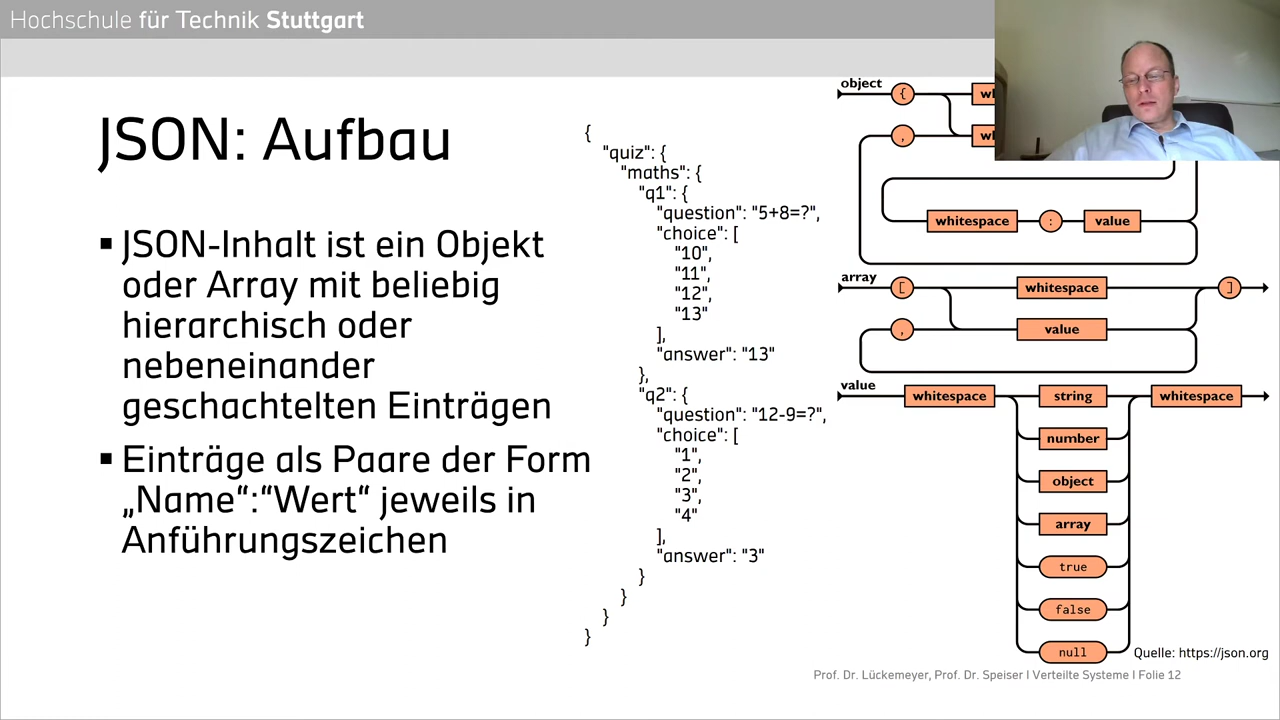 Hochschule für Technik Stuttgart
JSON: Aufbau
▪ JSON-Inhalt ist ein Objekt
oder Array mit beliebig
hierarchisch oder
nebeneinander
geschachtelten Einträgen
▪ Einträge als Paare der Form
„Name“:“Wert“ jeweils in
Anführungszeichen
{
"quiz": {
"maths": {
"q1": {
"question": "5+8=?",
"choice": [
"10",
"11",
"12",
"13"
],
"answer": "13"
},
"q2": {
"question": "12-9=?",
"choice": [
"1",
"2",
"3",
"4"
],
"answer": "3"
}
}
}
}
object
{
,
whitespace : value
array
[ whitespace ]
, value
value
whitespace string whitespace
number
object
array
true
false
null
Quelle: https://json.org
Prof. Dr. Lückemeyer, Prof. Dr. Speiser I Verteilte Systeme I Folie 12